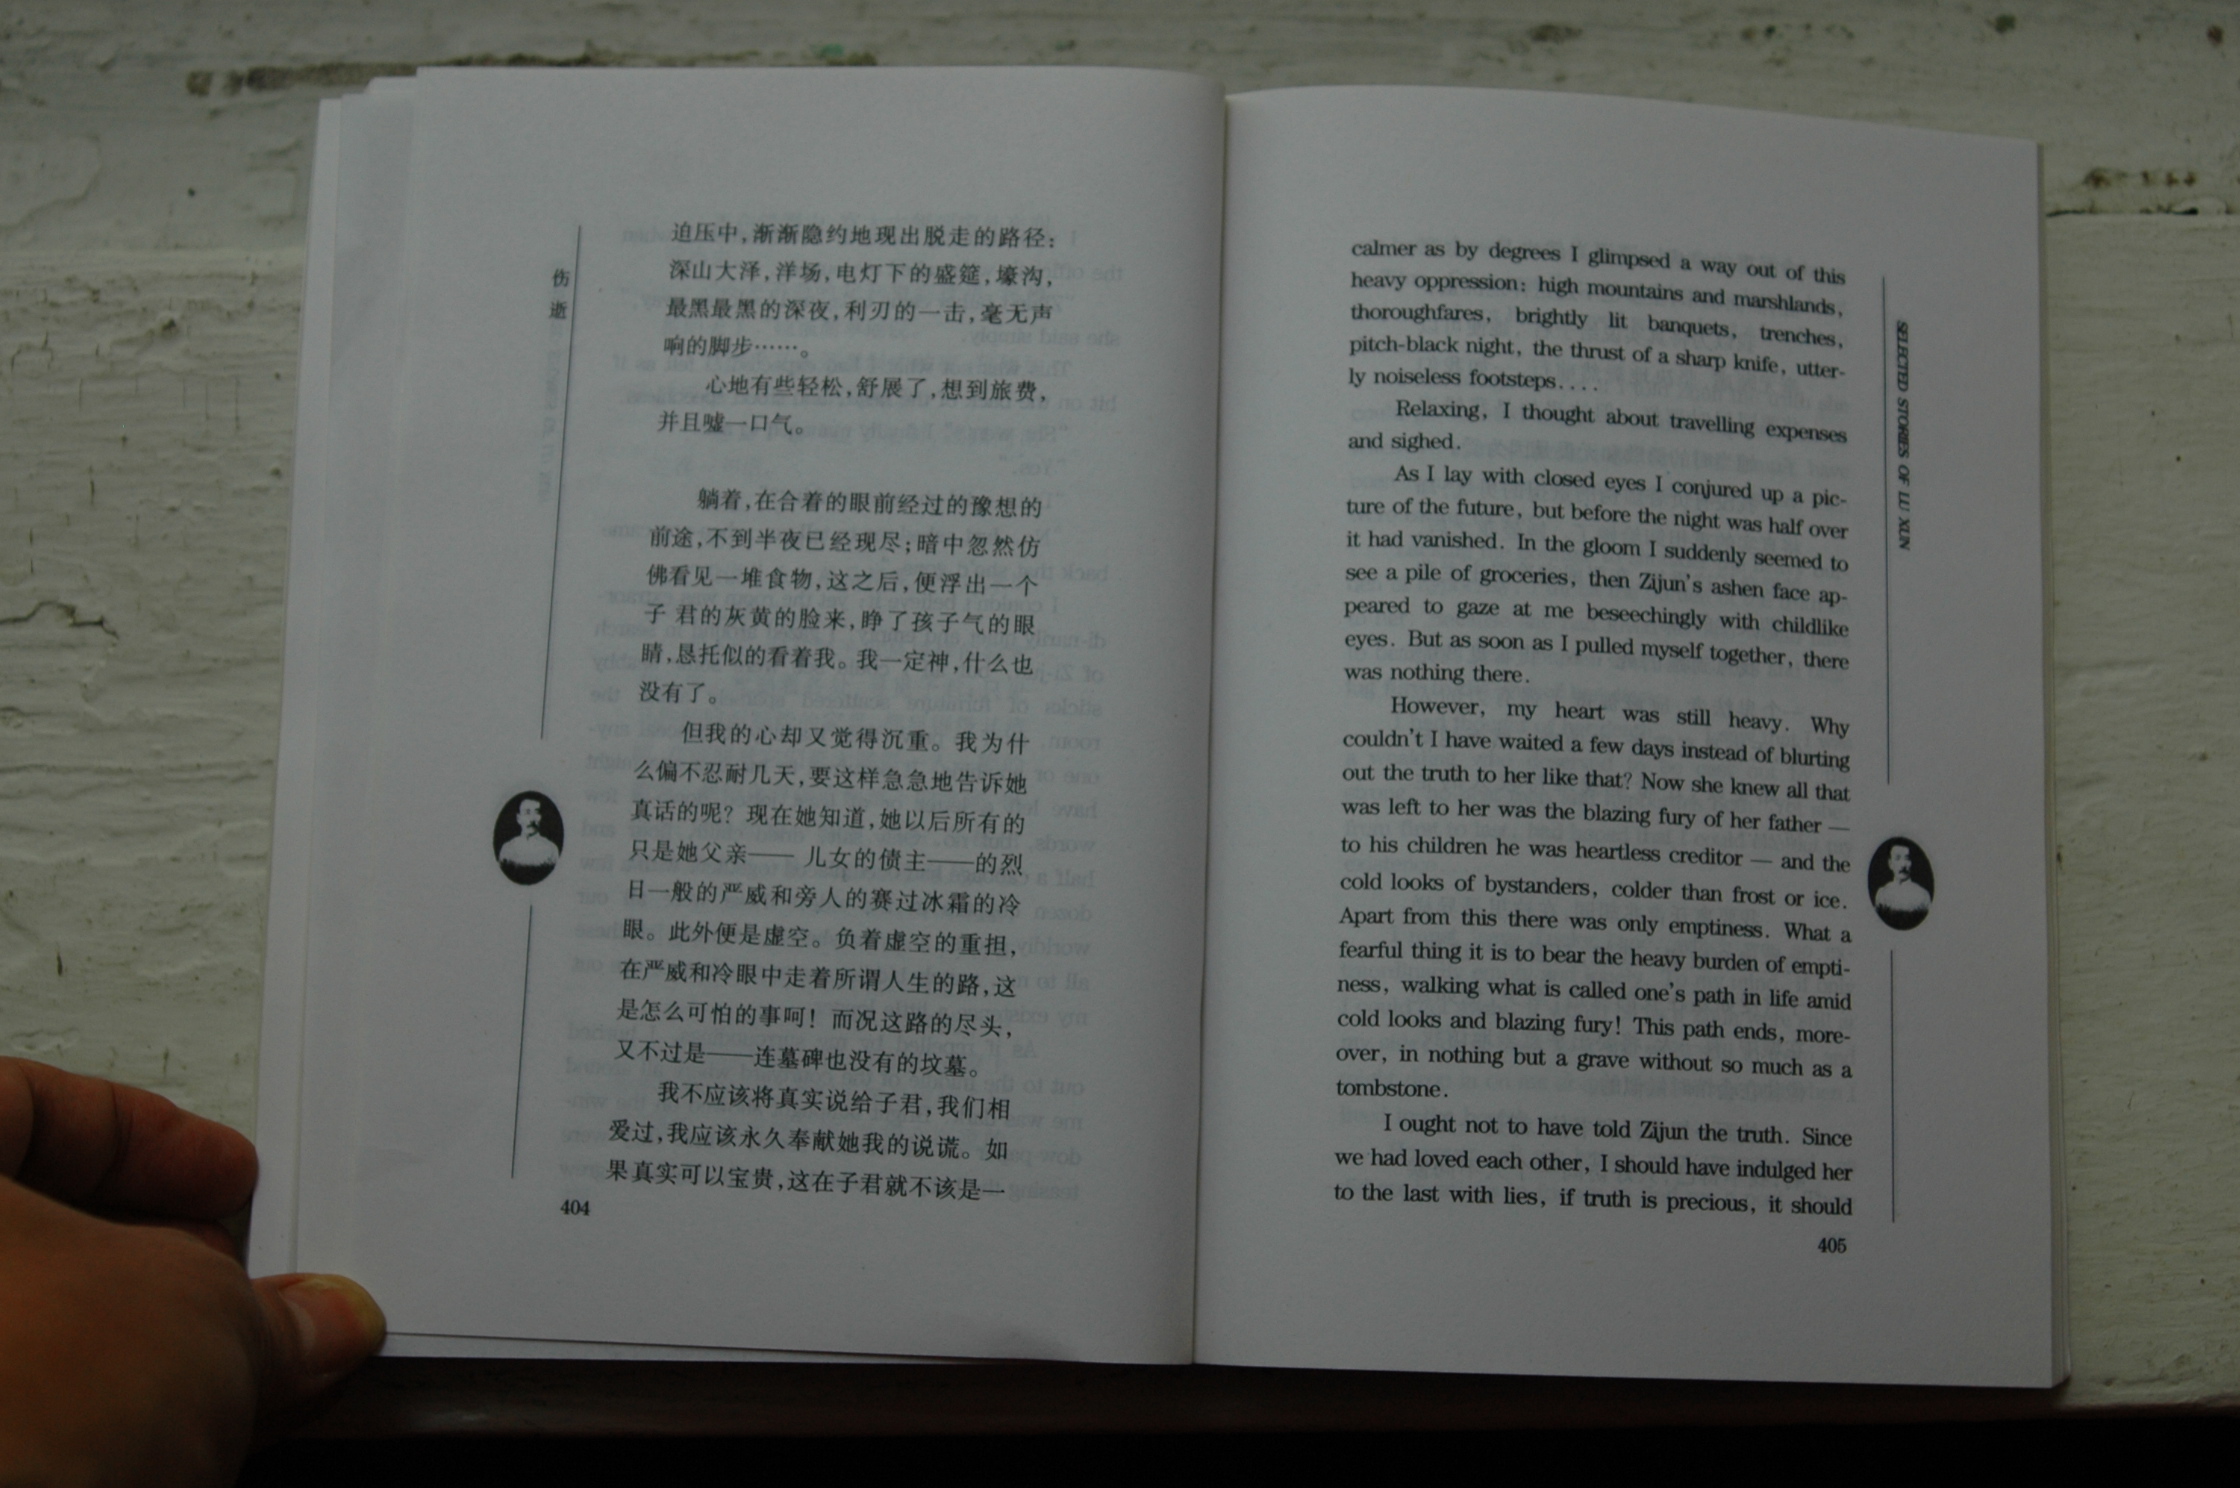 伤
逝
迫压中,渐渐隐约地现出脱走的路径:
深山大泽,洋场,电灯下的盛筵,壕沟,
最黑最黑的深夜,利刃的一击,毫无声
响的脚步……。
心地有些轻松,舒展了,想到旅费,
并且嘘一口气。
躺着,在合着的眼前经过的豫想的
前途,不到半夜已经现尽;暗中忽然仿
佛看见一堆食物,这之后,便浮出一个
子 君的灰黄的脸来,睁了孩子气的眼
睛,恳托似的看着我。我一定神,什么也
没有了。
但我的心却又觉得沉重。我为什
么偏不忍耐几天,要这样急急地告诉她
真话的呢?现在她知道,她以后所有的
只是她父亲—— 儿女的债主——的烈
日一般的严威和旁人的赛过冰霜的冷
眼。此外便是虚空。负着虚空的重担,
在严威和冷眼中走着所谓人生的路,这
是怎么可怕的事呵!而况这路的尽头,
又不过是——连墓碑也没有的坟墓。
我不应该将真实说给子君,我们相
爱过,我应该永久奉献她我的说谎。如
果真实可以宝贵,这在子君就不该是一
404
calmer as by degrees I glimpsed a way out of this
heavy oppression: high mountains and marshlands,
thoroughfares, brightly lit banquets, trenches,
pitch-black night, the thrust of a sharp knife, utter-
ly noiseless footsteps....
Relaxing, I thought about travelling expenses
and sighed.
As I lay with closed eyes I conjured up a pic-
ture of the future, but before the night was half over
it had vanished. In the gloom I suddenly seemed to
see a pile of groceries, then Zijun's ashen face ap-
peared to gaze at me beseechingly with childlike
eyes. But as soon as I pulled myself together, there
was nothing there.
However, my heart was still heavy. Why
couldn't I have waited a few days instead of blurting
out the truth to her like that? Now she knew all that
was left to her was the blazing fury of her father —
to his children he was heartless creditor — and the
cold looks of bystanders, colder than frost or ice.
Apart from this there was only emptiness. What a
fearful thing it is to bear the heavy burden of empti-
ness, walking what is called one's path in life amid
cold looks and blazing fury! This path ends, more-
over, in nothing but a grave without so much as a
tombstone.
I ought not to have told Zijun the truth. Since
we had loved each other, I should have indulged her
to the last with lies, if truth is precious, it should
SELECTED STORIES OF LU XUN
405